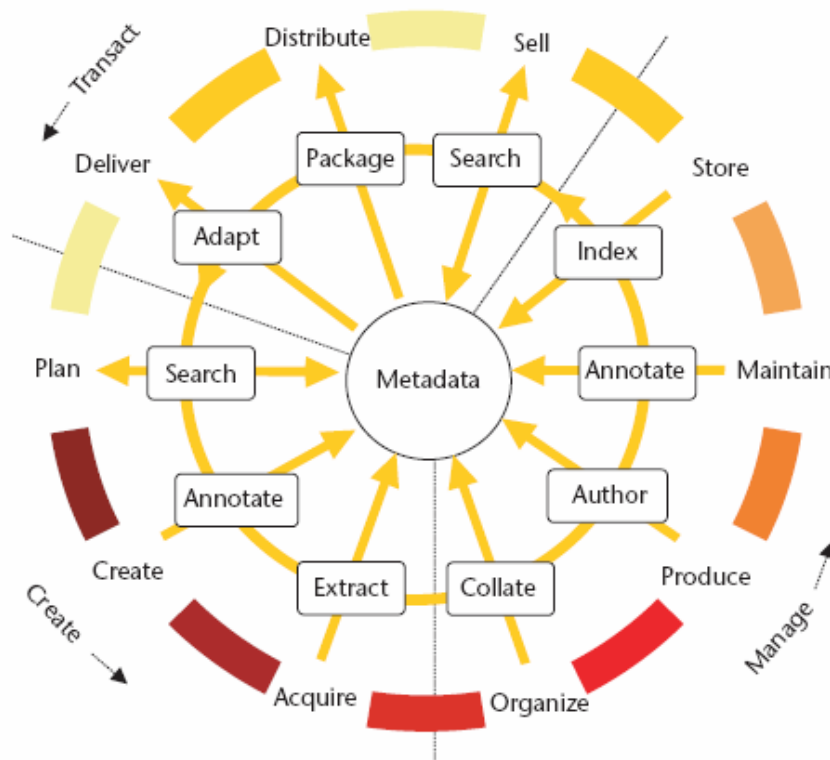 Distribute
Sell
Transact
Package
Search
Deliver
Store
Adapt
Index
Plan
Search
Metadata
Annotate
Maintain
Annotate
Author
Create
Extract
Collate
Produce
Create
Manage
Acquire
Organize